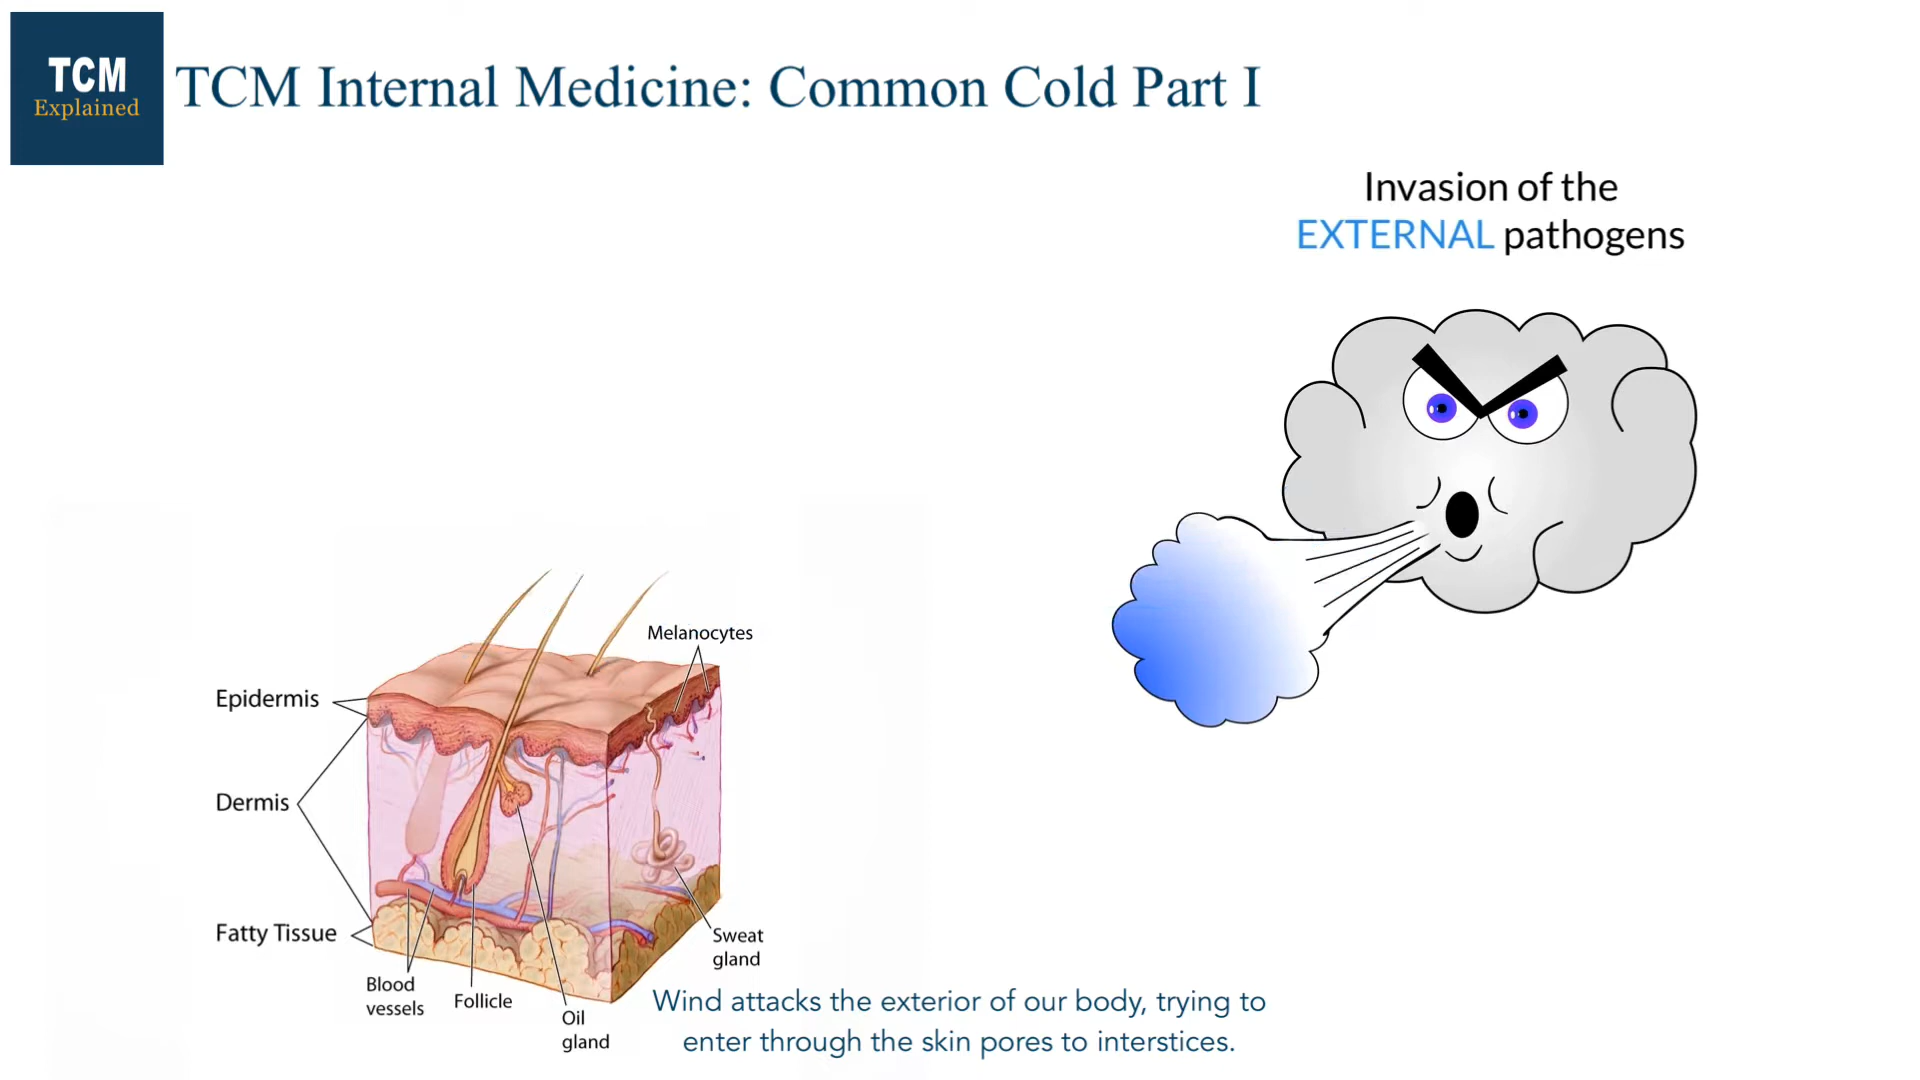 TCM
Explained
TCM Internal Medicine: Common Cold Part I
Invasion of the
EXTERNAL pathogens
Melanocytes
Epidermis
Dermis
Fatty Tissue
Sweat
gland
Blood
vessels
Follicle
Oil
gland
Wind attacks the exterior of our body, trying to
enter through the skin pores to interstices.